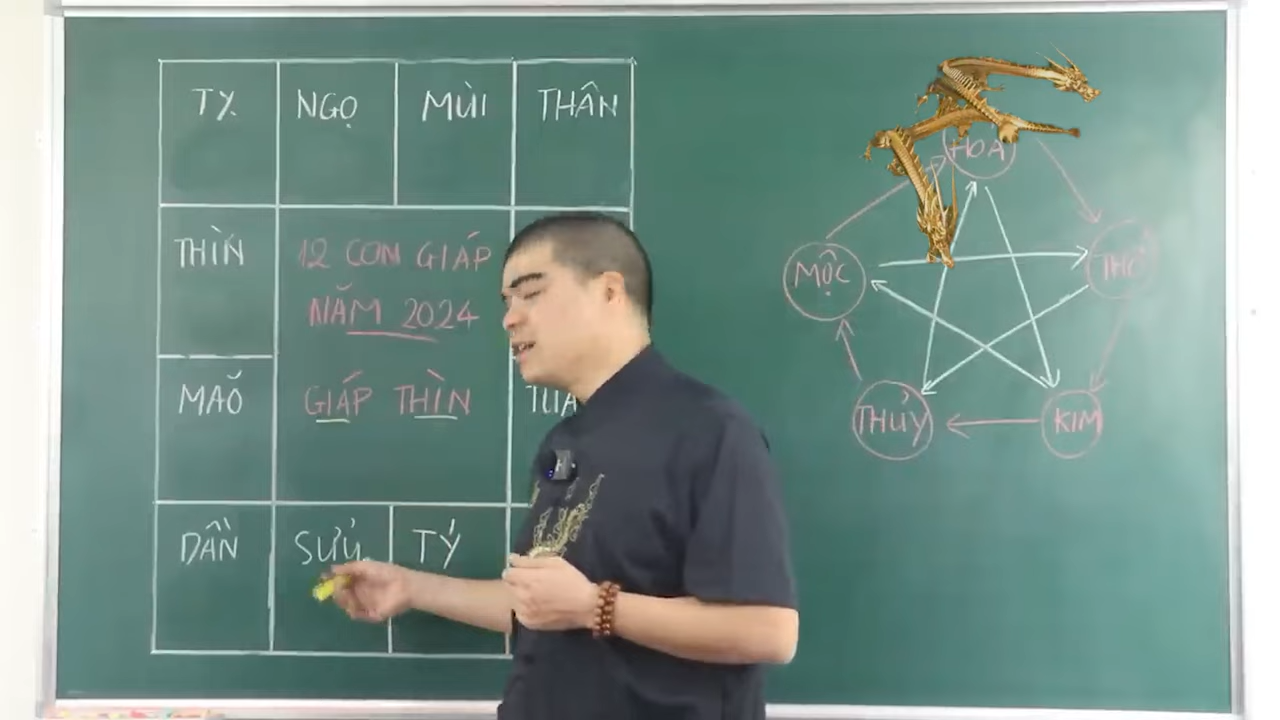 TỴ NGỌ MÙI THÂN
THÌN
12 CON GIÁP
NĂM 2024
MÃO
GIÁP THÌN
DẦN SỬU TÝ
HỎA
MỘC
THỔ
THỦY
KIM